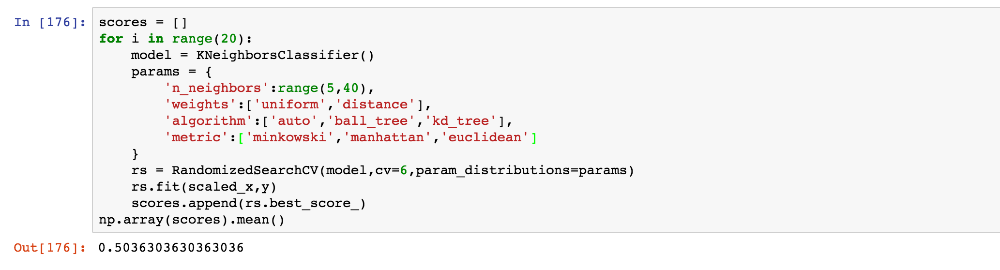 In [176]: scores = []
for i in range(20):
    model = KNeighborsClassifier()
    params = {
        'n_neighbors':range(5,40),
        'weights':['uniform','distance'],
        'algorithm':['auto','ball_tree','kd_tree'],
        'metric':['minkowski','manhattan','euclidean']
    }
    rs = RandomizedSearchCV(model,cv=6,param_distributions=params)
    rs.fit(scaled_x,y)
    scores.append(rs.best_score_)
np.array(scores).mean()
Out[176]: 0.5036303630363036